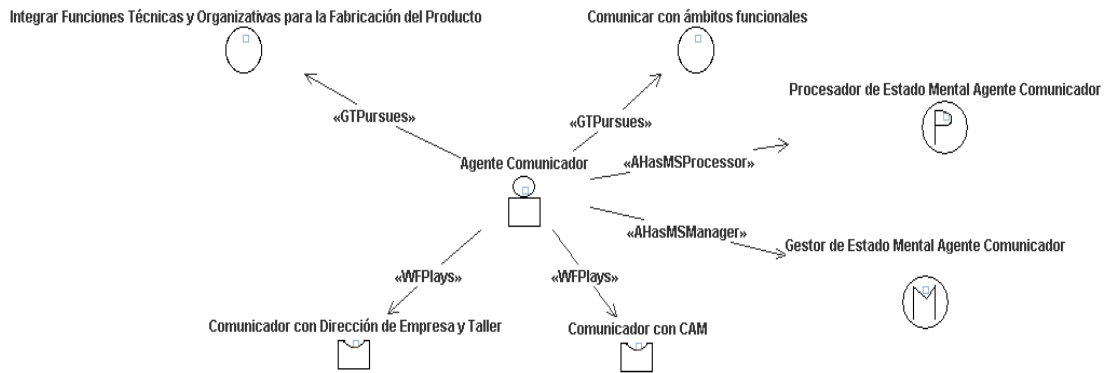 Integrar Funciones Técnicas y Organizativas para la Fabricación del Producto
Comunicar con ámbitos funcionales
Procesador de Estado Mental Agente Comunicador
P
«GTPursues»
«GTPursues»
Agente Comunicador
«AHasMSProcessor»
«AHasMSManager»
Gestor de Estado Mental Agente Comunicador
M
«WFPlays»
«WFPlays»
Comunicador con Dirección de Empresa y Taller
Comunicador con CAM